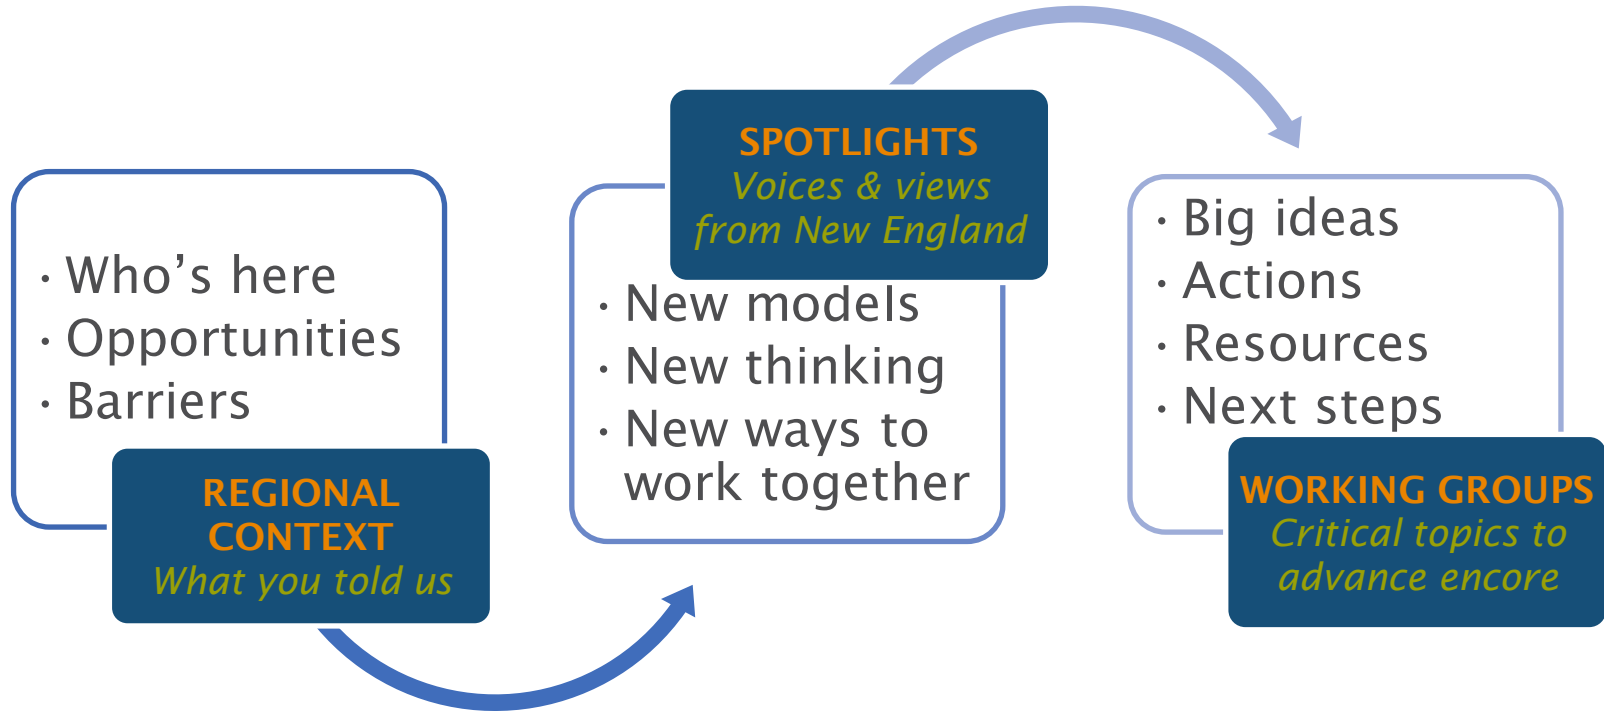 · Who’s here
· Opportunities
· Barriers
REGIONAL
CONTEXT
What you told us
SPOTLIGHTS
Voices & views
from New England
· New models
· New thinking
· New ways to
work together
· Big ideas
· Actions
· Resources
· Next steps
WORKING GROUPS
Critical topics to
advance encore